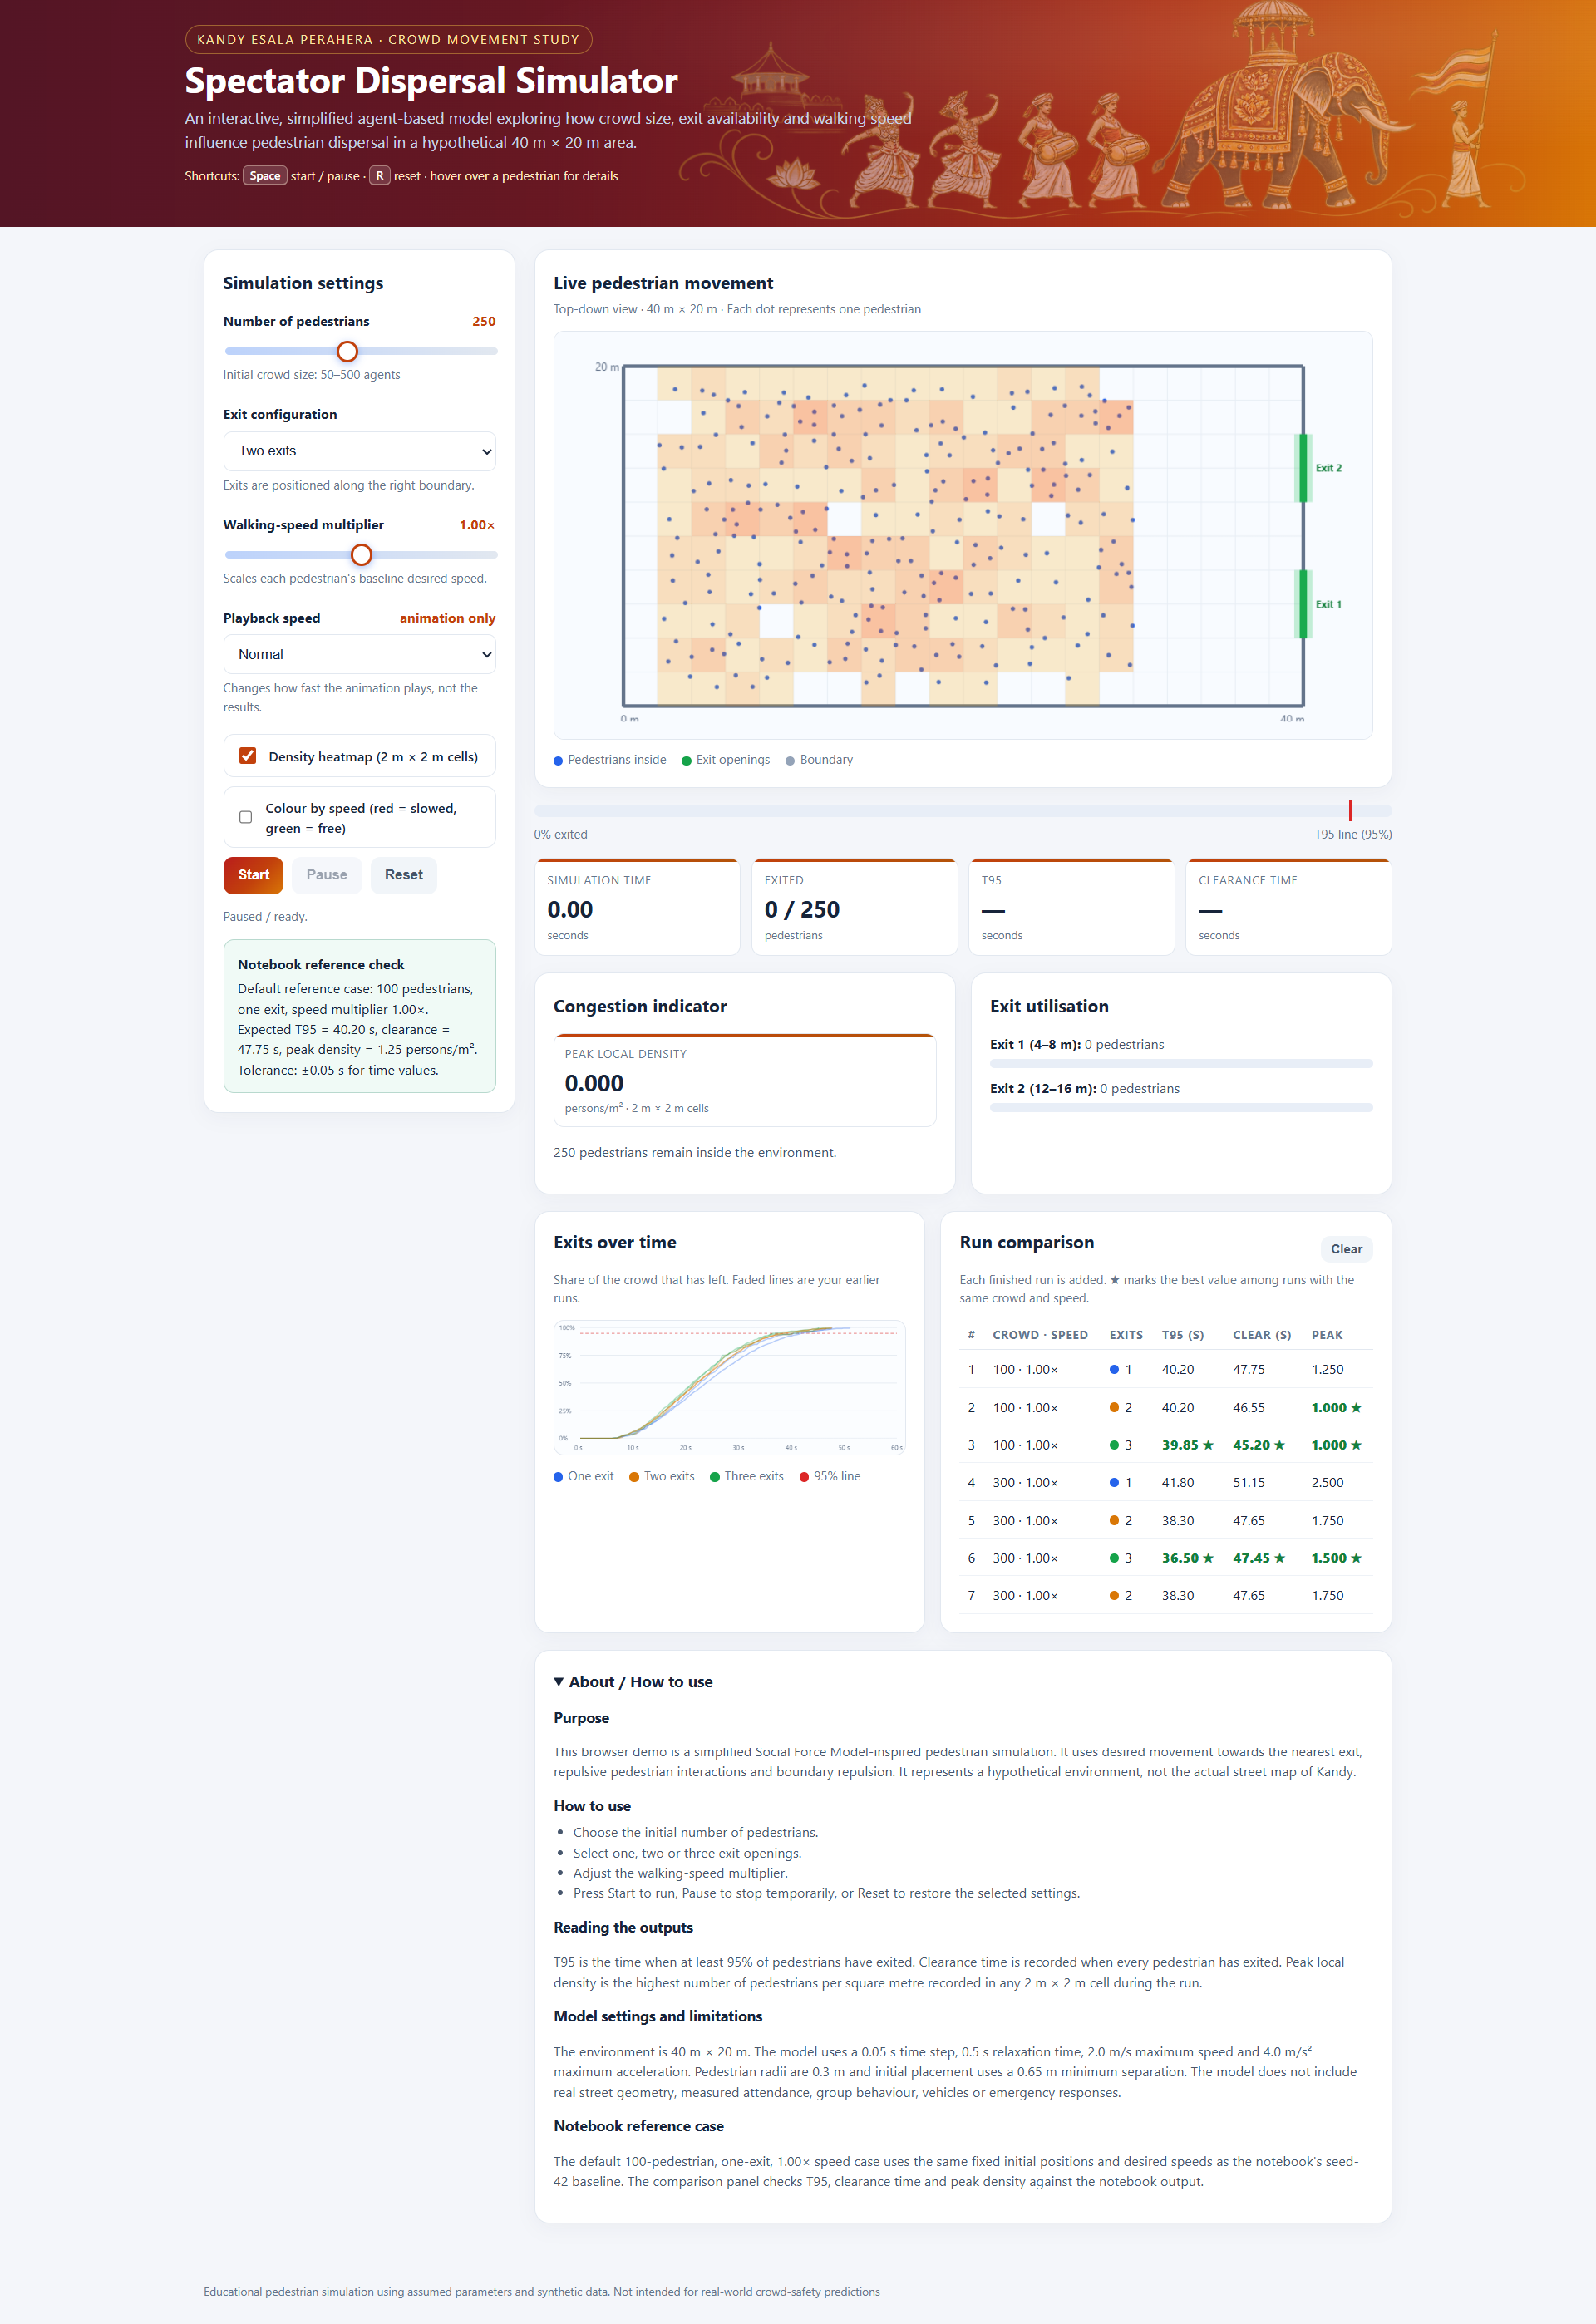 KANDY ESALA PERAHERA · CROWD MOVEMENT STUDY
Spectator Dispersal Simulator
An interactive, simplified agent-based model exploring how crowd size, exit availability and walking speed
influence pedestrian dispersal in a hypothetical 40 m × 20 m area.
Shortcuts: Space start / pause · R reset · hover over a pedestrian for details
Simulation settings
Number of pedestrians 250
Initial crowd size: 50–500 agents
Exit configuration
Two exits
Exits are positioned along the right boundary.
Walking-speed multiplier 1.00×
Scales each pedestrian's baseline desired speed.
Playback speed animation only
Normal
Changes how fast the animation plays, not the
results.
Density heatmap (2 m × 2 m cells)
Colour by speed (red = slowed,
green = free)
Start Pause Reset
Paused / ready.
Notebook reference check
Default reference case: 100 pedestrians,
one exit, speed multiplier 1.00×.
Expected T95 = 40.20 s, clearance =
47.75 s, peak density = 1.25 persons/m².
Tolerance: ±0.05 s for time values.
Live pedestrian movement
Top-down view · 40 m × 20 m · Each dot represents one pedestrian
20 m
Exit 2
Exit 1
0 m 40 m
Pedestrians inside Exit openings Boundary
0% exited T95 line (95%)
SIMULATION TIME
0.00
seconds
EXITED
0 / 250
pedestrians
T95
—
seconds
CLEARANCE TIME
—
seconds
Congestion indicator
PEAK LOCAL DENSITY
0.000
persons/m² · 2 m × 2 m cells
250 pedestrians remain inside the environment.
Exit utilisation
Exit 1 (4–8 m): 0 pedestrians
Exit 2 (12–16 m): 0 pedestrians
Exits over time
Share of the crowd that has left. Faded lines are your earlier
runs.
100%
75%
50%
25%
0%
0 s 10 s 20 s 30 s 40 s 50 s 60 s
One exit Two exits Three exits 95% line
Run comparison
Clear
Each finished run is added. ★ marks the best value among runs with the
same crowd and speed.
# CROWD · SPEED EXITS T95 (S) CLEAR (S) PEAK
1 100 · 1.00× 1 40.20 47.75 1.250
2 100 · 1.00× 2 40.20 46.55 1.000 ★
3 100 · 1.00× 3 39.85 ★ 45.20 ★ 1.000 ★
4 300 · 1.00× 1 41.80 51.15 2.500
5 300 · 1.00× 2 38.30 47.65 1.750
6 300 · 1.00× 3 36.50 ★ 47.45 ★ 1.500 ★
7 300 · 1.00× 2 38.30 47.65 1.750
▼ About / How to use
Purpose
This browser demo is a simplified Social Force Model-inspired pedestrian simulation. It uses desired movement towards the nearest exit,
repulsive pedestrian interactions and boundary repulsion. It represents a hypothetical environment, not the actual street map of Kandy.
How to use
• Choose the initial number of pedestrians.
• Select one, two or three exit openings.
• Adjust the walking-speed multiplier.
• Press Start to run, Pause to stop temporarily, or Reset to restore the selected settings.
Reading the outputs
T95 is the time when at least 95% of pedestrians have exited. Clearance time is recorded when every pedestrian has exited. Peak local
density is the highest number of pedestrians per square metre recorded in any 2 m × 2 m cell during the run.
Model settings and limitations
The environment is 40 m × 20 m. The model uses a 0.05 s time step, 0.5 s relaxation time, 2.0 m/s maximum speed and 4.0 m/s²
maximum acceleration. Pedestrian radii are 0.3 m and initial placement uses a 0.65 m minimum separation. The model does not include
real street geometry, measured attendance, group behaviour, vehicles or emergency responses.
Notebook reference case
The default 100-pedestrian, one-exit, 1.00× speed case uses the same fixed initial positions and desired speeds as the notebook's seed-
42 baseline. The comparison panel checks T95, clearance time and peak density against the notebook output.
Educational pedestrian simulation using assumed parameters and synthetic data. Not intended for real-world crowd-safety predictions